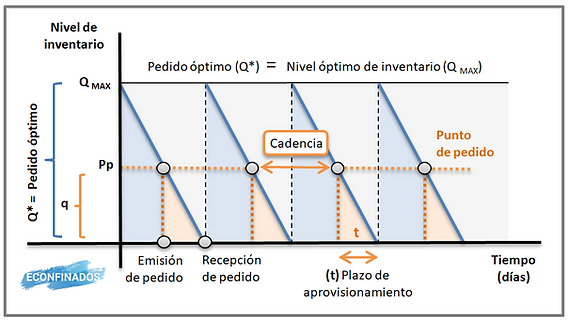 Nivel de
inventario
Pedido óptimo (Q*) = Nivel óptimo de inventario (Q MAX)
Q MAX
Q* = Pedido óptimo
Cadencia
Punto
de pedido
Pp
q
t
Emisión
de pedido
Recepción
de pedido
(t) Plazo de
aprovisionamiento
Tiempo
(días)
ECONFINADOS